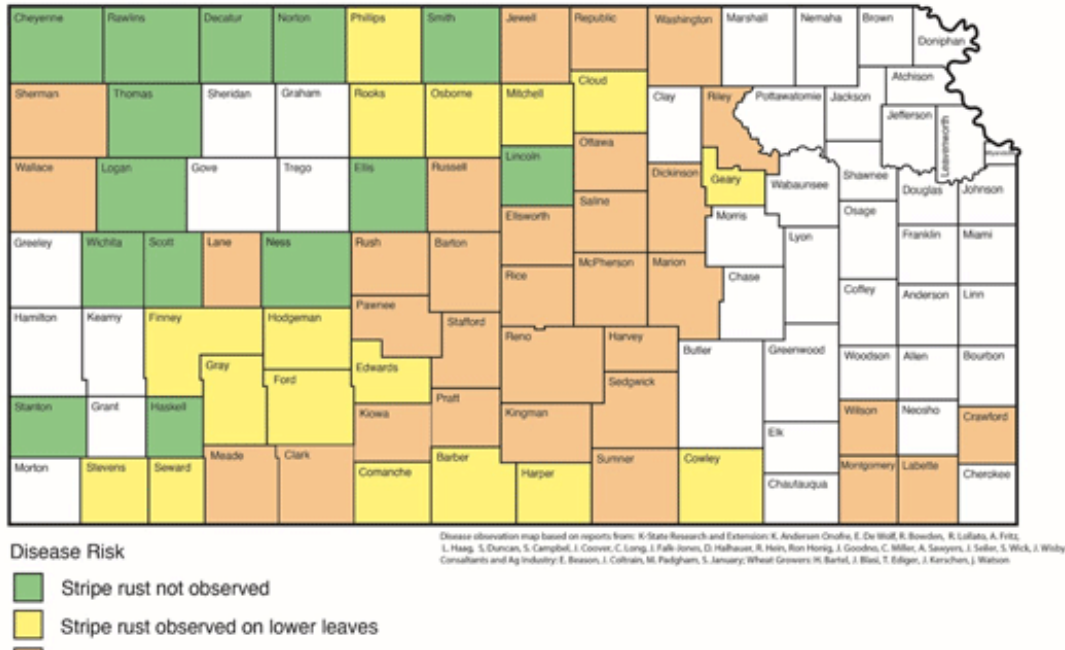 Cheyenne Rawlins Decatur Norton Phillips Smith Jewell Republic Washington Marshall Nemaha Brown
Doniphan
Atchison
Cloud
Sherman Thomas Sheridan Graham Rooks Osborne Mitchell Clay Riley Pottawatomie Jackson
Jefferson
Leavenworth
Ottawa
Lincoln
Wallace Logan Gove Trego Ellis Russell Dickinson Geary Wabaunsee Shawnee
Douglas Johnson
Saline
Ellsworth Morris Osage
Greeley Wichita Scott Lane Ness Rush Barton Lyon Franklin Miami
McPherson Marion
Rice Chase
Coffey Anderson Linn
Pawnee
Hamilton Kearny Finney Hodgeman Stafford
Reno Harvey
Butler Greenwood Woodson Allen Bourbon
Gray Edwards
Ford Sedgwick
Pratt
Stanton Grant Haskell Kiowa Kingman Wilson Neosho Crawford
Elk
Meade Clark Barber Sumner Cowley
Morton Stevens Seward Comanche Harper Montgomery Labette Cherokee
Chautauqua
Disease obsevation map based on reports from: K-State Research and Extension: K. Andersen Onofre, E. De Wolf, R. Bowden, R. Lollato, A. Fritz,
L. Haag, S. Duncan, S. Campbel, J. Coover, C. Long, J. Falk-Jones, D. Halhauer, R. Hein, Ron Honig, J. Goodno, C. Miller, A. Sawyers, J. Seiler, S. Wick, J. Wisby
Consultants and Ag Industry: E. Beason, J. Coltrain, M. Padgham, S. January; Wheat Growers: H. Bartel, J. Blasi, T. Ediger, J. Kerschen, J. Watson
Disease Risk
Stripe rust not observed
Stripe rust observed on lower leaves